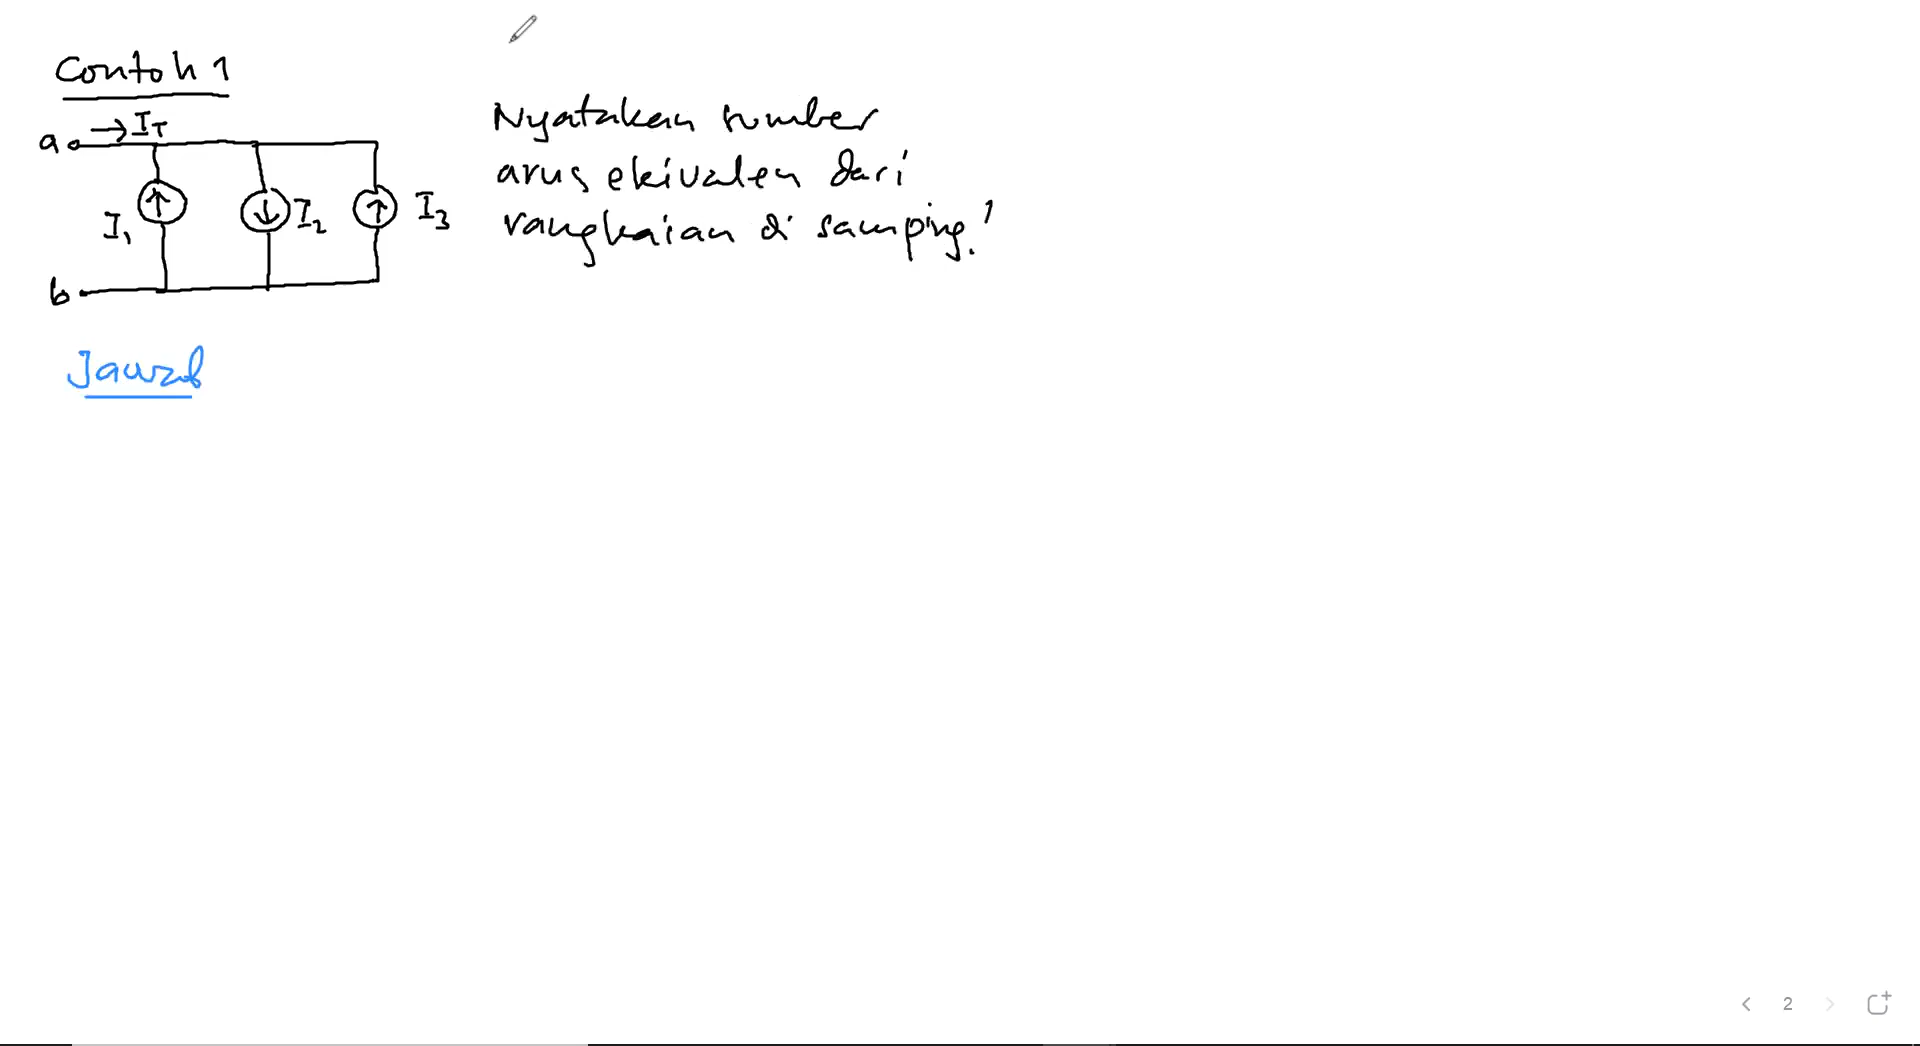 Contoh 1
a
I_T
I_1
I_2
I_3
b
Nyatakan sumber
arus ekivalen dari
rangkaian di samping!
Jawab
2